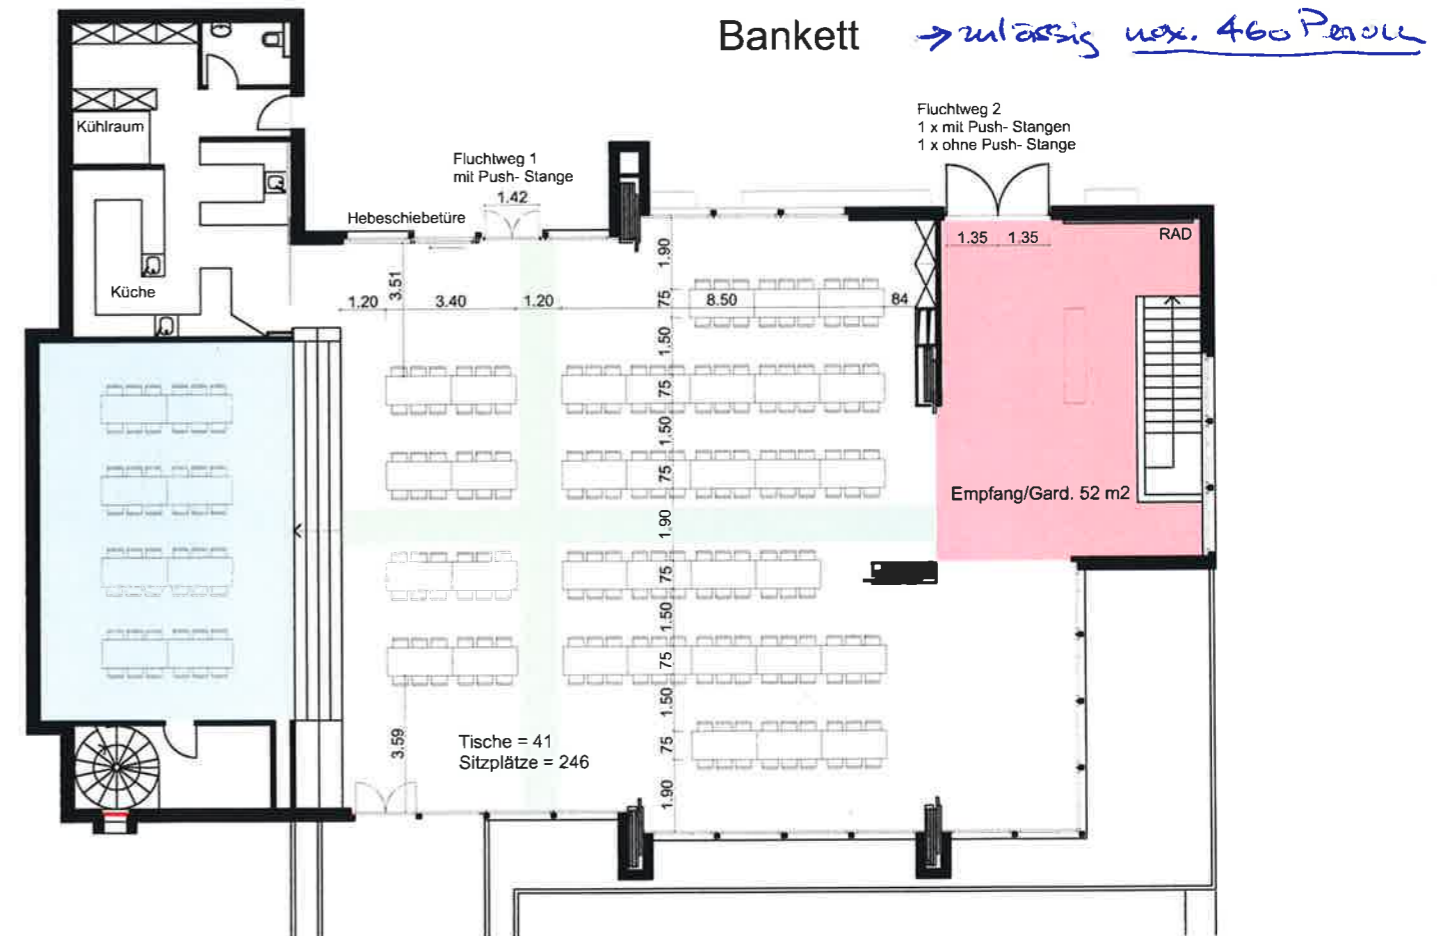 Bankett → zulässig max. 460 Personen
Fluchtweg 2
1 x mit Push- Stangen
1 x ohne Push- Stange
Kühlraum
Fluchtweg 1
mit Push- Stange
1.42
Hebeschiebetüre
1.35 1.35
RAD
Küche
1.20
3.51
3.40
1.20
8.50
84
1.90
75
1.50
75
1.50
75
1.90
75
1.50
75
1.50
75
1.90
Empfang/Gard. 52 m2
3.59
Tische = 41
Sitzplätze = 246